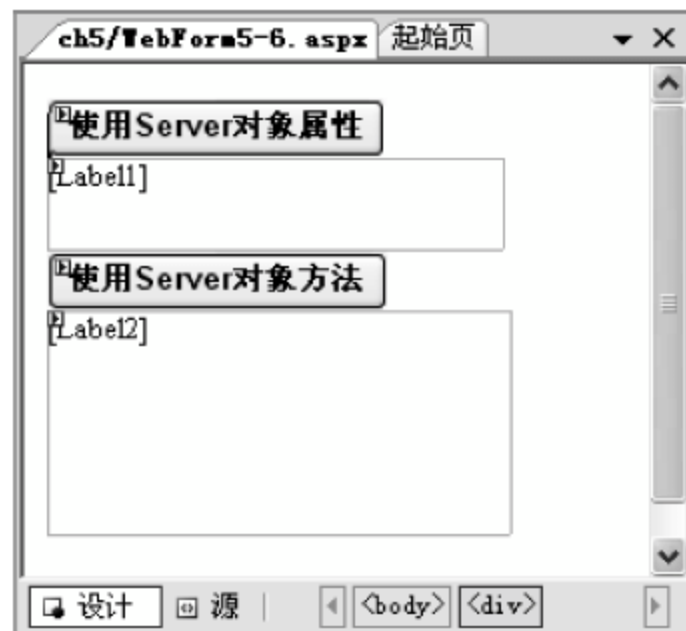 ch5/WebForm5-6. aspx 起始页
使用Server对象属性
[Label1]
使用Server对象方法
[Label2]
设计 源 <body> <div>